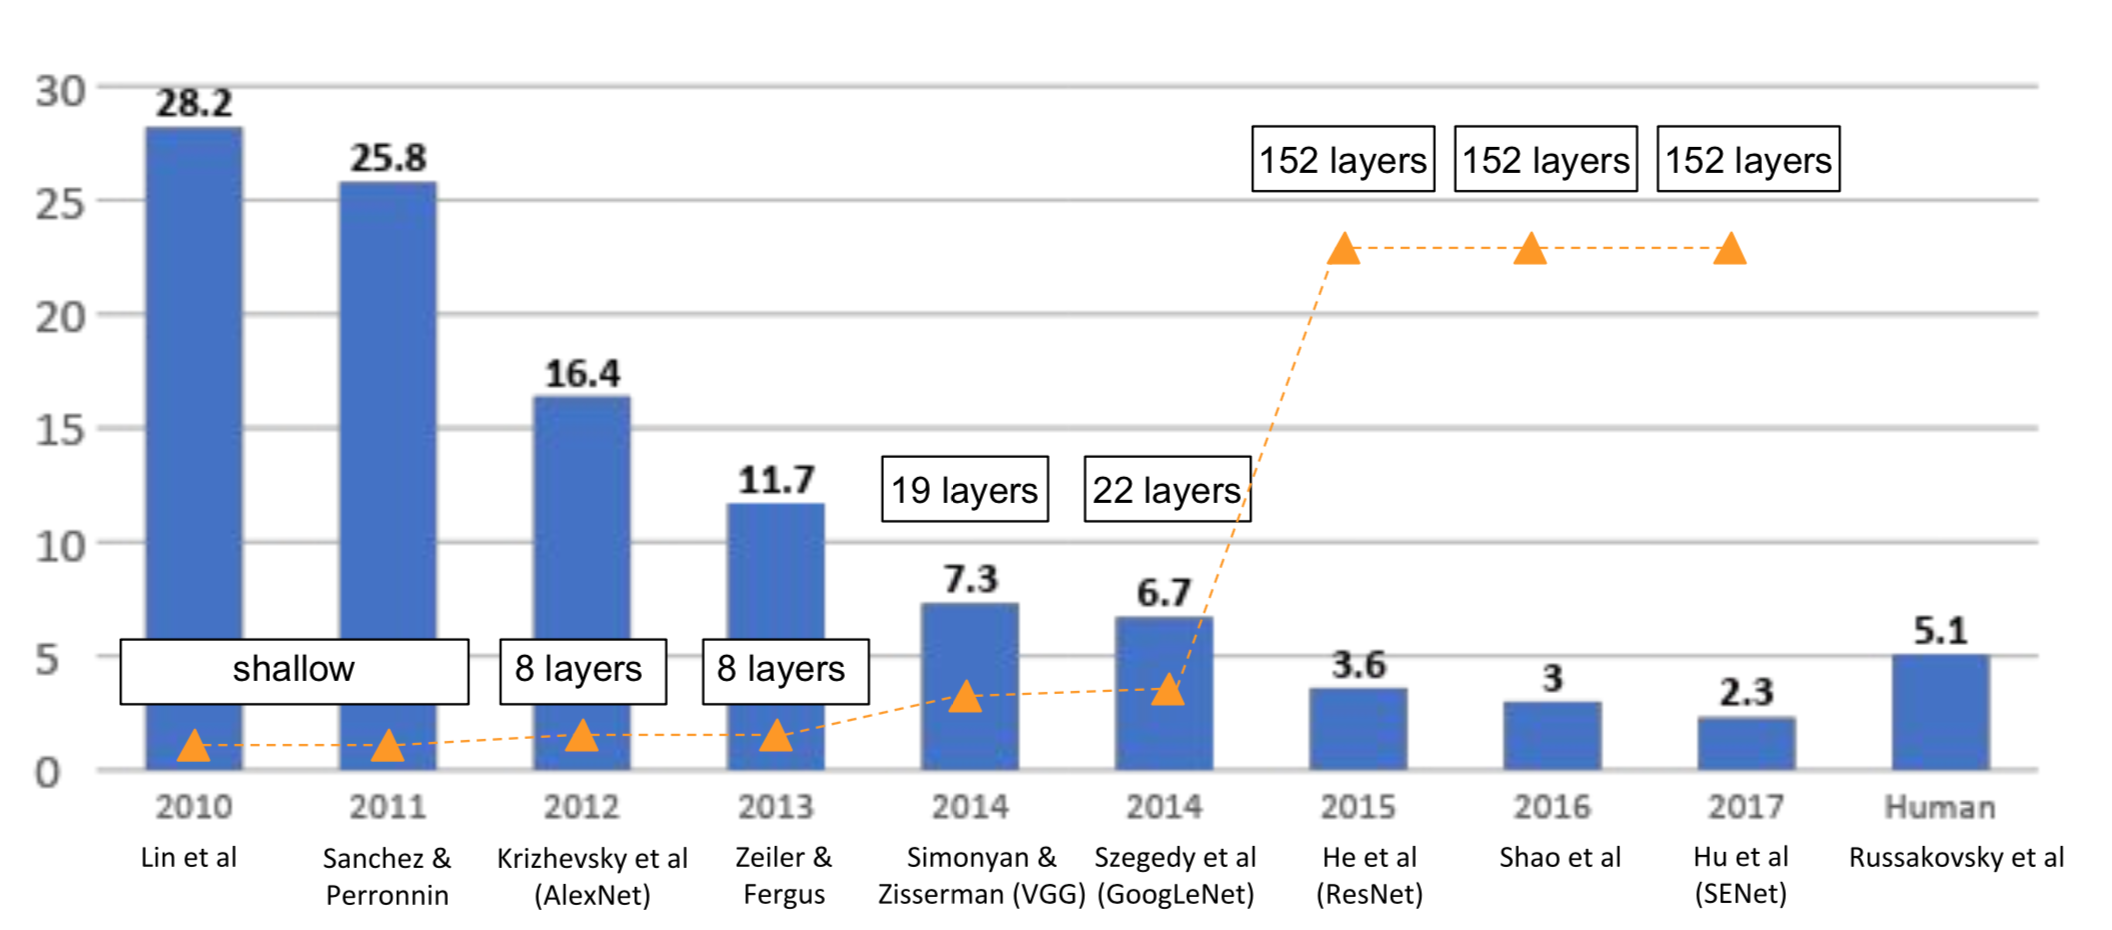 30
28.2
25.8
152 layers 152 layers 152 layers
25
20
16.4
15
11.7
19 layers 22 layers
10
7.3
6.7
5.1
shallow 8 layers 8 layers
5
3.6
3
2.3
0
2010 2011 2012 2013 2014 2014 2015 2016 2017 Human
Lin et al Sanchez & Krizhevsky et al Zeiler & Simonyan & Szegedy et al He et al Shao et al Hu et al Russakovsky et al
Perronnin (AlexNet) Fergus Zisserman (VGG) (GoogLeNet) (ResNet) (SENet)